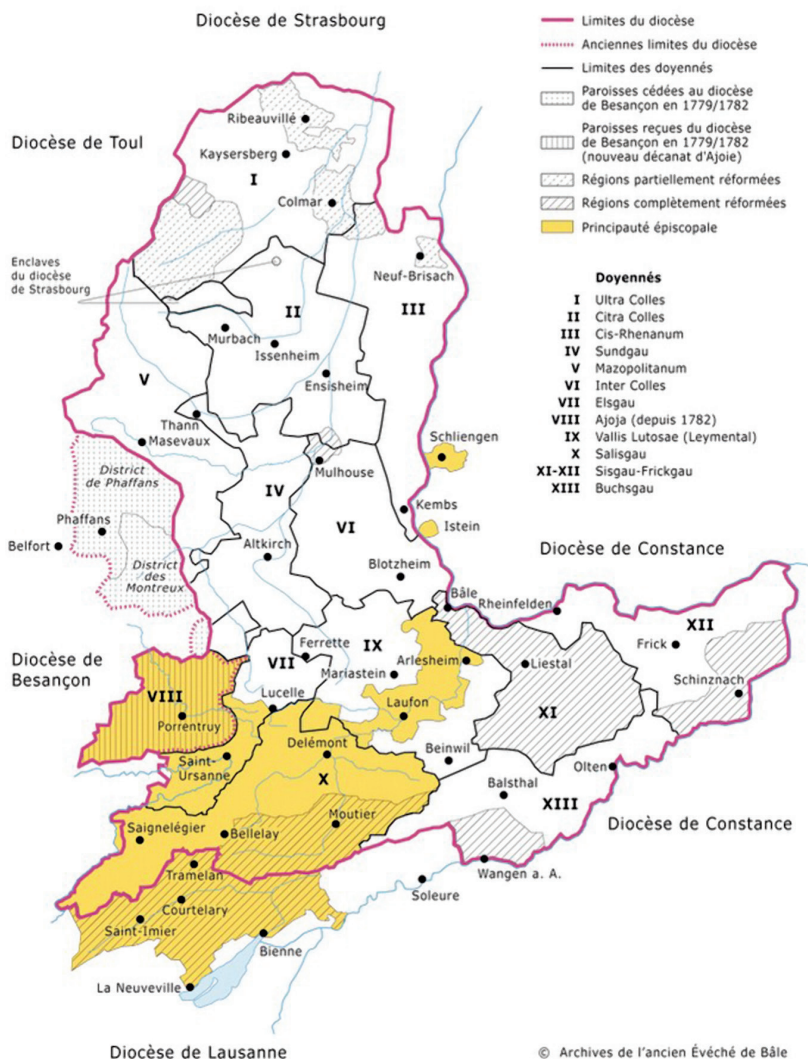 Diocèse de Strasbourg
Limites du diocèse
Anciennes limites du diocèse
Limites des doyennés
Paroisses cédées au diocèse
de Besançon en 1779/1782
Paroisses reçues du diocèse
de Besançon en 1779/1782
(nouveau décanat d'Ajoie)
Régions partiellement réformées
Régions complètement réformées
Principauté épiscopale
Doyennés
I Ultra Colles
II Citra Colles
III Cis-Rhenanum
IV Sundgau
V Mazopolitanum
VI Inter Colles
VII Elsgau
VIII Ajoja (depuis 1782)
IX Vallis Lutosae (Leymental)
X Salisgau
XI-XII Sisgau-Frickgau
XIII Buchsgau
Diocèse de Toul
Ribeauvillé
Kaysersberg
I
Colmar
Enclaves
du diocèse
de Strasbourg
Neuf-Brisach
III
II
Murbach
Issenheim
Ensisheim
V
Thann
Masevaux
Schliengen
Mulhouse
District
de Phaffans
Phaffans
Belfort
District
des
Montreux
IV
Altkirch
VI
Kembs
Istein
Blotzheim
Diocèse de Constance
Bâle
Rheinfelden
XII
Frick
Schinznach
Diocèse de
Besançon
VIII
Porrentruy
VII
Ferrette
Lucelle
IX
Mariastein
Arlesheim
Laufon
Liestal
XI
Saint-
Ursanne
Delémont
X
Beinwil
Olten
Balsthal
XIII
Saignelégier
Bellelay
Moutier
Diocèse de Constance
Tramelan
Courtelary
Saint-Imier
Soleure
Wangen a. A.
Bienne
La Neuveville
Diocèse de Lausanne
© Archives de l'ancien Évéché de Bâle